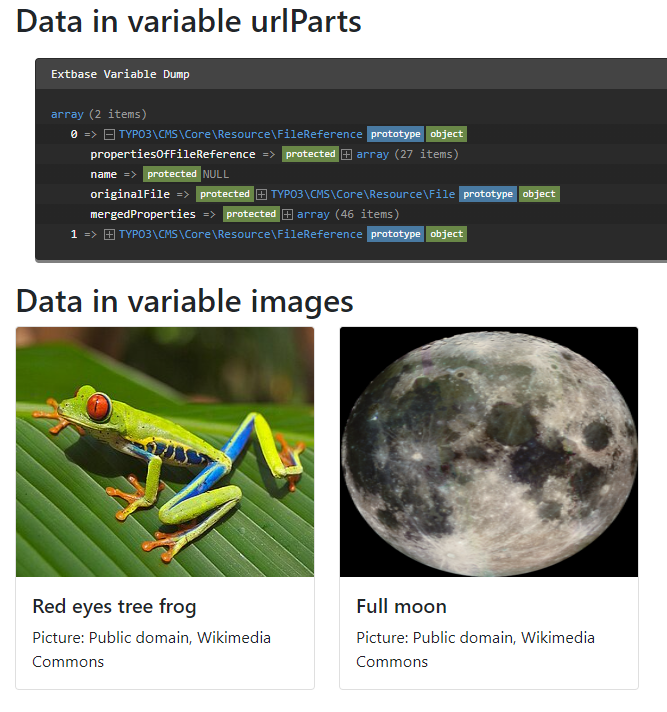 Data in variable urlParts
Extbase Variable Dump
array (2 items)
0 => TYPO3\CMS\Core\Resource\FileReference prototype object
propertiesOfFileReference => protected array (27 items)
name => protected NULL
originalFile => protected TYPO3\CMS\Core\Resource\File prototype object
mergedProperties => protected array (46 items)
1 => TYPO3\CMS\Core\Resource\FileReference prototype object
Data in variable images
Red eyes tree frog
Picture: Public domain, Wikimedia
Commons
Full moon
Picture: Public domain, Wikimedia
Commons